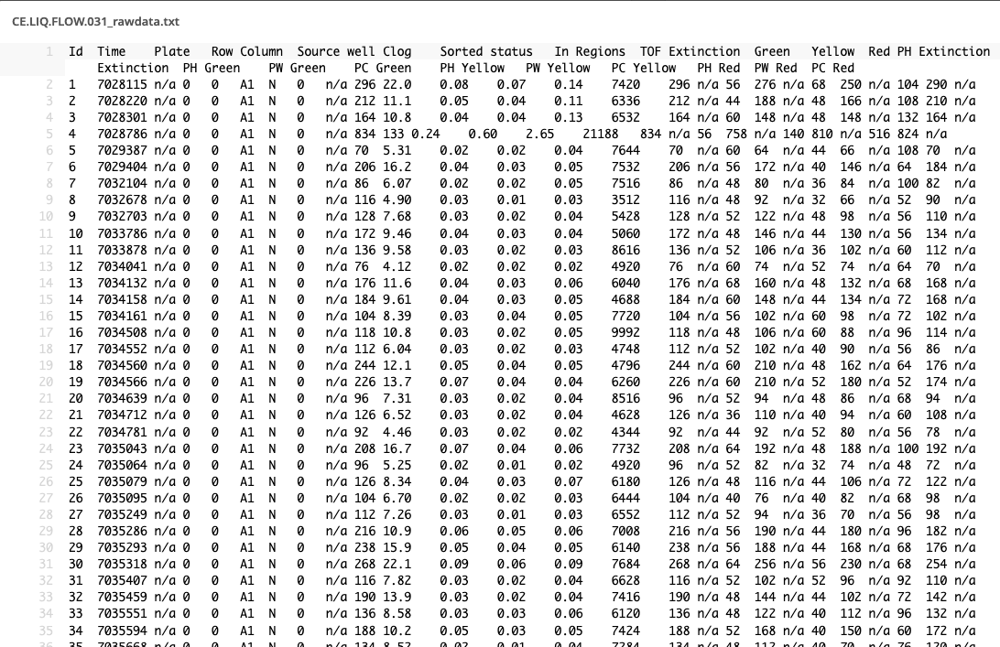 CE.LIQ.FLOW.031_rawdata.txt
1 Id Time Plate Row Column Source well Clog Sorted status In Regions TOF Extinction Green Yellow Red PH Extinction
Extinction PH Green PW Green PC Green PH Yellow PW Yellow PC Yellow PH Red PW Red PC Red
2 1 7028115 n/a 0 0 A1 N 0 n/a 296 22.0 0.08 0.07 0.14 7420 296 n/a 56 276 n/a 68 250 n/a 104 290 n/a
3 2 7028220 n/a 0 0 A1 N 0 n/a 212 11.1 0.05 0.04 0.11 6336 212 n/a 44 188 n/a 48 166 n/a 108 210 n/a
4 3 7028301 n/a 0 0 A1 N 0 n/a 164 10.8 0.04 0.04 0.13 6532 164 n/a 60 148 n/a 48 148 n/a 132 164 n/a
5 4 7028786 n/a 0 0 A1 N 0 n/a 834 133 0.24 0.60 2.65 21188 834 n/a 56 758 n/a 140 810 n/a 516 824 n/a
6 5 7029387 n/a 0 0 A1 N 0 n/a 70 5.31 0.02 0.02 0.04 7644 70 n/a 60 64 n/a 44 66 n/a 108 70 n/a
7 6 7029404 n/a 0 0 A1 N 0 n/a 206 16.2 0.04 0.03 0.05 7532 206 n/a 56 172 n/a 40 146 n/a 64 184 n/a
8 7 7032104 n/a 0 0 A1 N 0 n/a 86 6.07 0.02 0.02 0.05 7516 86 n/a 48 80 n/a 36 84 n/a 100 82 n/a
9 8 7032678 n/a 0 0 A1 N 0 n/a 116 4.90 0.03 0.01 0.03 3512 116 n/a 48 92 n/a 32 66 n/a 52 90 n/a
10 9 7032703 n/a 0 0 A1 N 0 n/a 128 7.68 0.03 0.02 0.04 5428 128 n/a 52 122 n/a 48 98 n/a 56 110 n/a
11 10 7033786 n/a 0 0 A1 N 0 n/a 172 9.46 0.04 0.03 0.04 5060 172 n/a 48 146 n/a 44 130 n/a 56 134 n/a
12 11 7033878 n/a 0 0 A1 N 0 n/a 136 9.58 0.03 0.02 0.04 8616 136 n/a 52 106 n/a 36 102 n/a 60 112 n/a
13 12 7034041 n/a 0 0 A1 N 0 n/a 76 4.12 0.02 0.02 0.02 4920 76 n/a 60 74 n/a 52 74 n/a 64 70 n/a
14 13 7034132 n/a 0 0 A1 N 0 n/a 176 11.6 0.04 0.03 0.06 6040 176 n/a 68 160 n/a 48 132 n/a 68 168 n/a
15 14 7034158 n/a 0 0 A1 N 0 n/a 184 9.61 0.04 0.03 0.05 4688 184 n/a 60 148 n/a 44 134 n/a 72 168 n/a
16 15 7034161 n/a 0 0 A1 N 0 n/a 104 8.39 0.03 0.04 0.05 7720 104 n/a 56 102 n/a 60 98 n/a 72 102 n/a
17 16 7034508 n/a 0 0 A1 N 0 n/a 118 10.8 0.03 0.02 0.05 9992 118 n/a 48 106 n/a 60 88 n/a 96 114 n/a
18 17 7034552 n/a 0 0 A1 N 0 n/a 112 6.04 0.03 0.02 0.03 4748 112 n/a 52 102 n/a 40 90 n/a 56 86 n/a
19 18 7034560 n/a 0 0 A1 N 0 n/a 244 12.1 0.05 0.04 0.05 4796 244 n/a 60 210 n/a 48 162 n/a 64 176 n/a
20 19 7034566 n/a 0 0 A1 N 0 n/a 226 13.7 0.07 0.04 0.04 6260 226 n/a 60 210 n/a 52 180 n/a 52 174 n/a
21 20 7034639 n/a 0 0 A1 N 0 n/a 96 7.31 0.03 0.02 0.04 8516 96 n/a 52 94 n/a 48 86 n/a 68 94 n/a
22 21 7034712 n/a 0 0 A1 N 0 n/a 126 6.52 0.03 0.02 0.04 4628 126 n/a 36 110 n/a 40 94 n/a 60 108 n/a
23 22 7034781 n/a 0 0 A1 N 0 n/a 92 4.46 0.03 0.02 0.02 4344 92 n/a 44 92 n/a 52 80 n/a 56 78 n/a
24 23 7035043 n/a 0 0 A1 N 0 n/a 208 16.7 0.07 0.04 0.06 7732 208 n/a 64 192 n/a 48 188 n/a 100 192 n/a
25 24 7035064 n/a 0 0 A1 N 0 n/a 96 5.25 0.02 0.01 0.02 4920 96 n/a 52 82 n/a 32 74 n/a 48 72 n/a
26 25 7035079 n/a 0 0 A1 N 0 n/a 126 8.34 0.04 0.03 0.07 6180 126 n/a 48 116 n/a 44 106 n/a 72 122 n/a
27 26 7035095 n/a 0 0 A1 N 0 n/a 104 6.70 0.02 0.02 0.03 6444 104 n/a 40 76 n/a 40 82 n/a 68 98 n/a
28 27 7035249 n/a 0 0 A1 N 0 n/a 112 7.26 0.03 0.01 0.03 6552 112 n/a 52 94 n/a 36 70 n/a 56 98 n/a
29 28 7035286 n/a 0 0 A1 N 0 n/a 216 10.9 0.06 0.05 0.06 7008 216 n/a 56 190 n/a 44 180 n/a 96 182 n/a
30 29 7035293 n/a 0 0 A1 N 0 n/a 238 15.9 0.05 0.04 0.05 6140 238 n/a 56 188 n/a 44 168 n/a 68 176 n/a
31 30 7035318 n/a 0 0 A1 N 0 n/a 268 22.1 0.09 0.06 0.09 7684 268 n/a 64 256 n/a 56 230 n/a 68 254 n/a
32 31 7035407 n/a 0 0 A1 N 0 n/a 116 7.82 0.03 0.02 0.04 6628 116 n/a 52 102 n/a 52 96 n/a 92 110 n/a
33 32 7035459 n/a 0 0 A1 N 0 n/a 190 13.9 0.03 0.02 0.04 7416 190 n/a 48 144 n/a 44 102 n/a 72 142 n/a
34 33 7035551 n/a 0 0 A1 N 0 n/a 136 8.58 0.03 0.03 0.06 6120 136 n/a 48 122 n/a 40 112 n/a 96 132 n/a
35 34 7035594 n/a 0 0 A1 N 0 n/a 188 10.2 0.05 0.03 0.05 7424 188 n/a 52 168 n/a 40 150 n/a 60 172 n/a